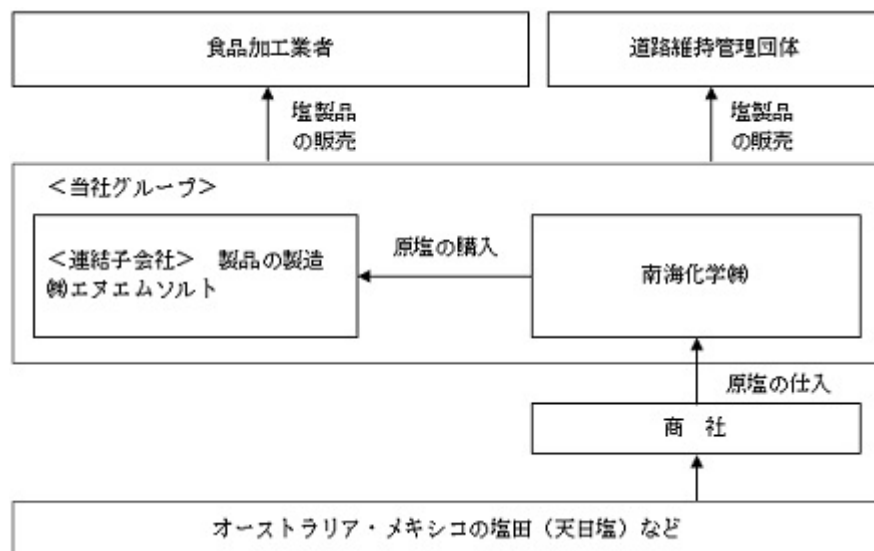 食品加工業者
道路維持管理団体
塩製品
の販売
塩製品
の販売
＜当社グループ＞
＜連結子会社＞　製品の製造
㈱エヌエムソルト
原塩の購入
南海化学㈱
原塩の仕入
商　社
オーストラリア・メキシコの塩田（天日塩）など